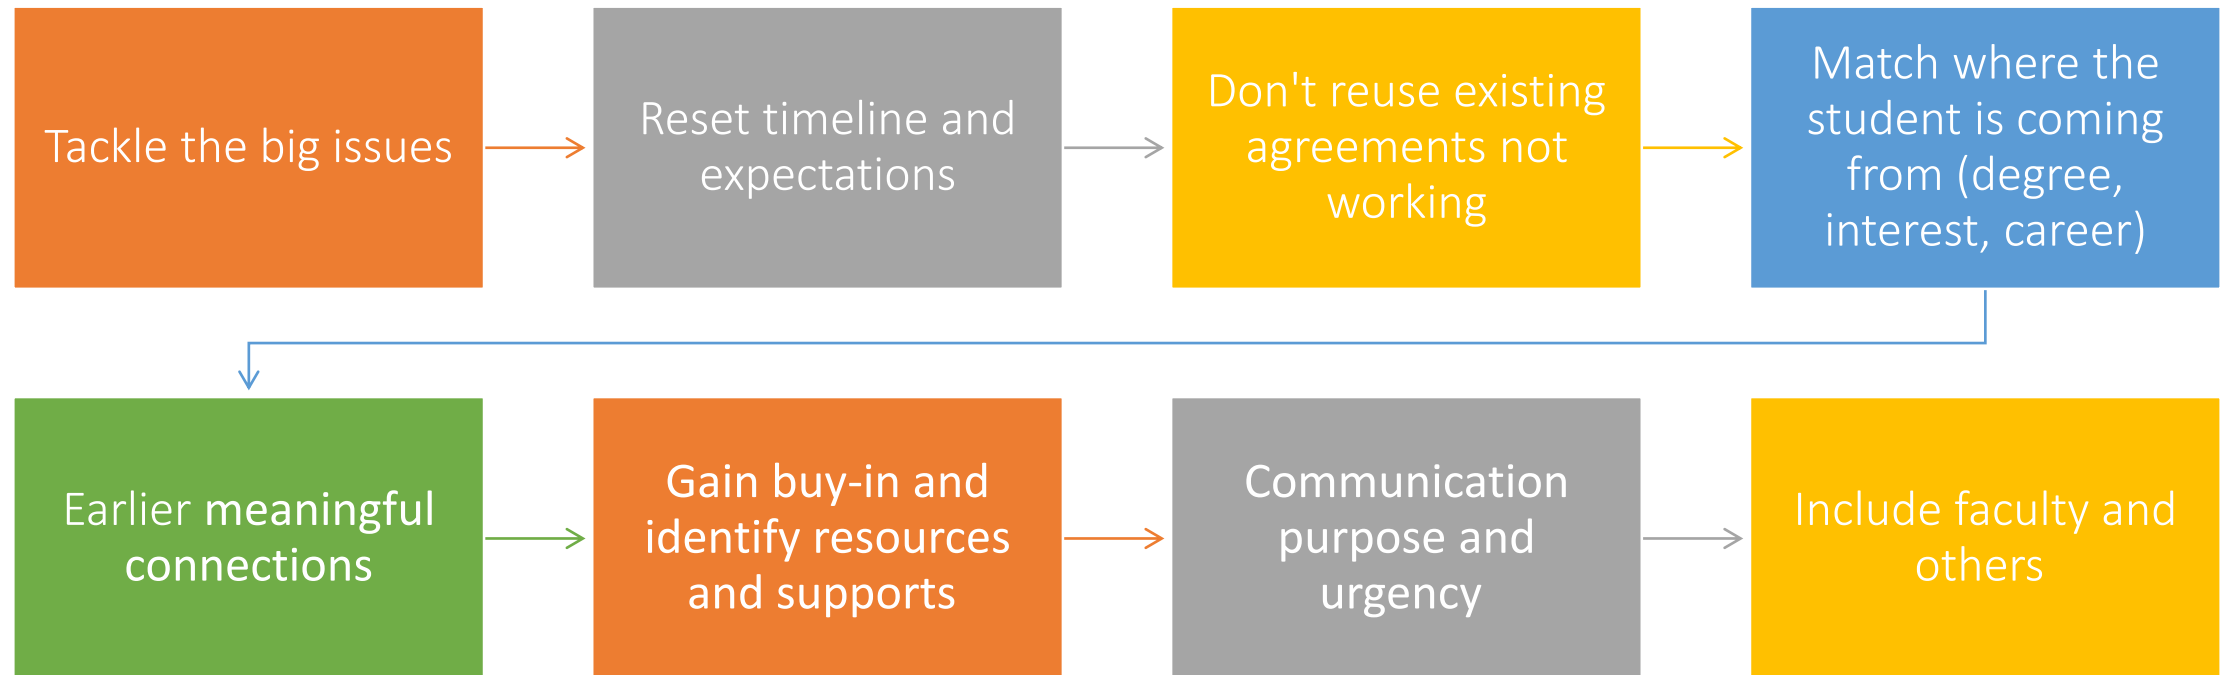 Tackle the big issues
Reset timeline and
expectations
Don't reuse existing
agreements not
working
Match where the
student is coming
from (degree,
interest, career)
Earlier meaningful
connections
Gain buy-in and
identify resources
and supports
Communication
purpose and
urgency
Include faculty and
others